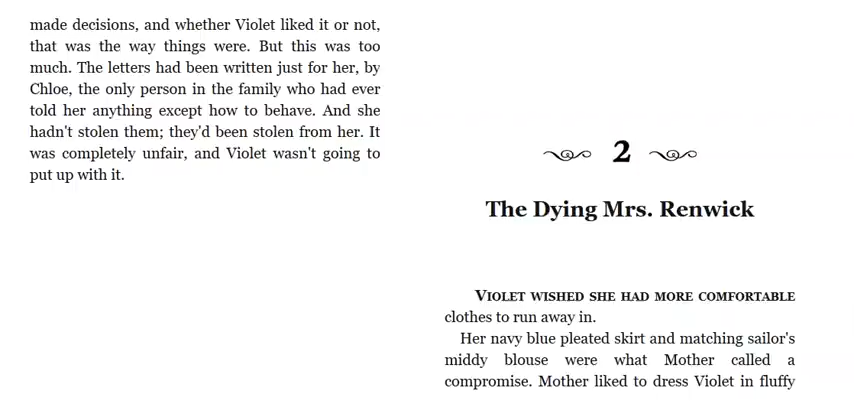 made decisions, and whether Violet liked it or not,
that was the way things were. But this was too
much. The letters had been written just for her, by
Chloe, the only person in the family who had ever
told her anything except how to behave. And she
hadn't stolen them; they'd been stolen from her. It
was completely unfair, and Violet wasn't going to
put up with it.
2
The Dying Mrs. Renwick
VIOLET WISHED SHE HAD MORE COMFORTABLE
clothes to run away in.
Her navy blue pleated skirt and matching sailor's
middy blouse were what Mother called a
compromise. Mother liked to dress Violet in fluffy